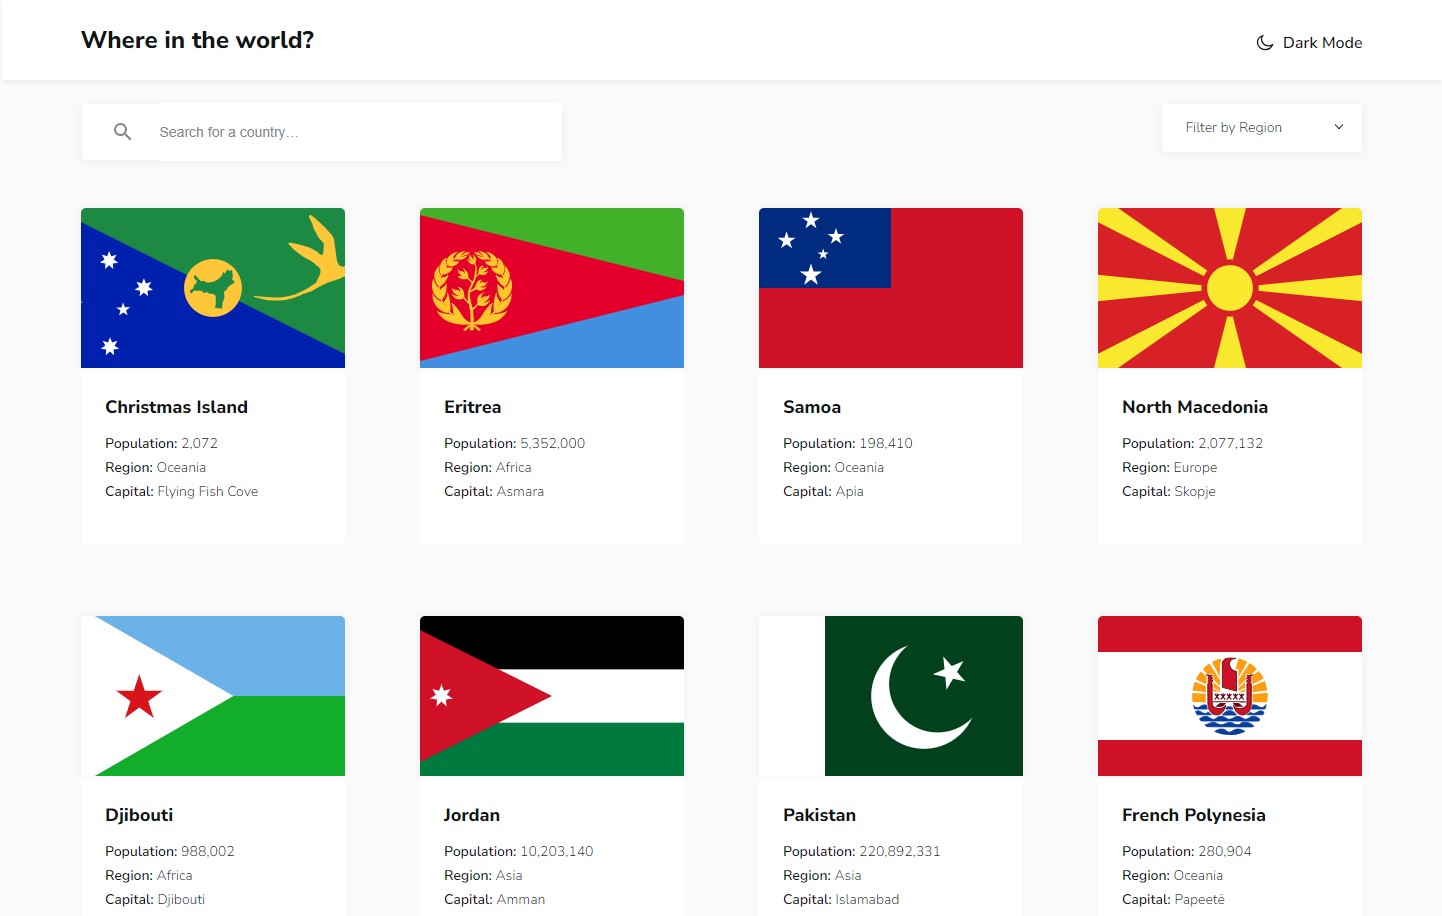 Where in the world?
Dark Mode
Search for a country...
Filter by Region
Christmas Island
Population: 2,072
Region: Oceania
Capital: Flying Fish Cove
Eritrea
Population: 5,352,000
Region: Africa
Capital: Asmara
Samoa
Population: 198,410
Region: Oceania
Capital: Apia
North Macedonia
Population: 2,077,132
Region: Europe
Capital: Skopje
Djibouti
Population: 988,002
Region: Africa
Capital: Djibouti
Jordan
Population: 10,203,140
Region: Asia
Capital: Amman
Pakistan
Population: 220,892,331
Region: Asia
Capital: Islamabad
French Polynesia
Population: 280,904
Region: Oceania
Capital: Papeetē